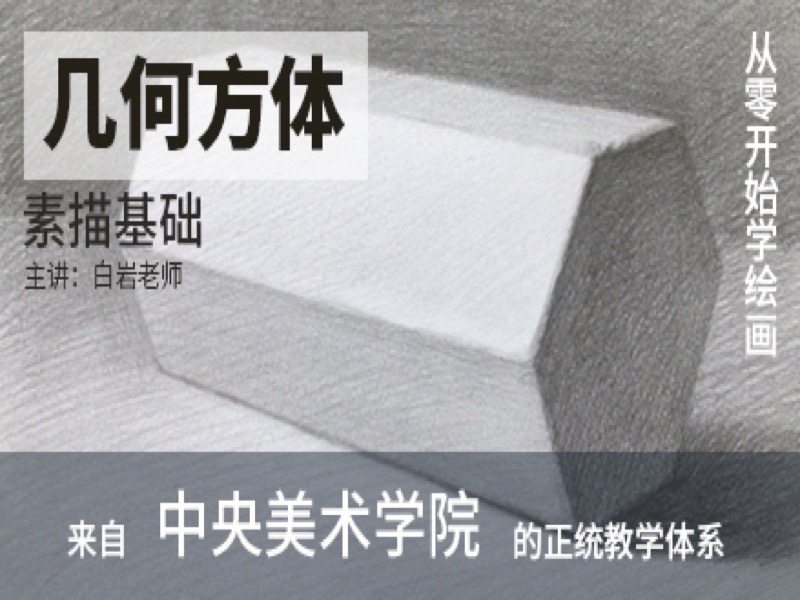 几何方体
素描基础
主讲：白岩老师
从零开始学绘画
来自 中央美术学院 的正统教学体系